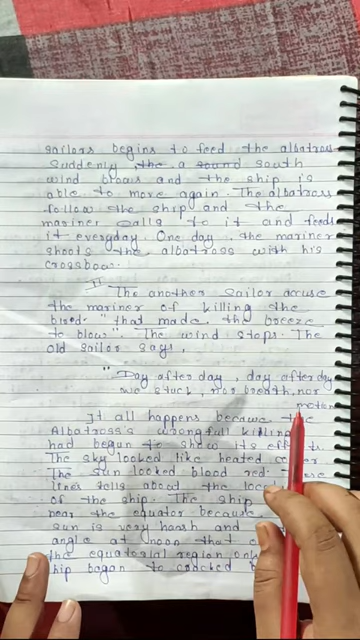 sailors begins to feed the albatross
Suddenly the a sound south
wind blows and the ship is
able to move again. The albatross
follow the ship and the
mariner calls to it and feeds
it everyday. One day, the mariner
shoots the albatross with his
crossbow.
II
The another sailor accuse
the mariner of killing the
bird "that made the breeze
to blow". The wind stops. The
old sailor says,
"Day after day, day after day
we stuck, nor breath, nor
motion
It all happens because the
Albatross's wrongful killing
had begun to show its effect.
The sky looked like heated copper
The sun looked blood red. These
lines tells about the
of the ship. The ship
near the equator because
sun is very harsh and
angle at noon that
the equatorial region only
ship began to cracked